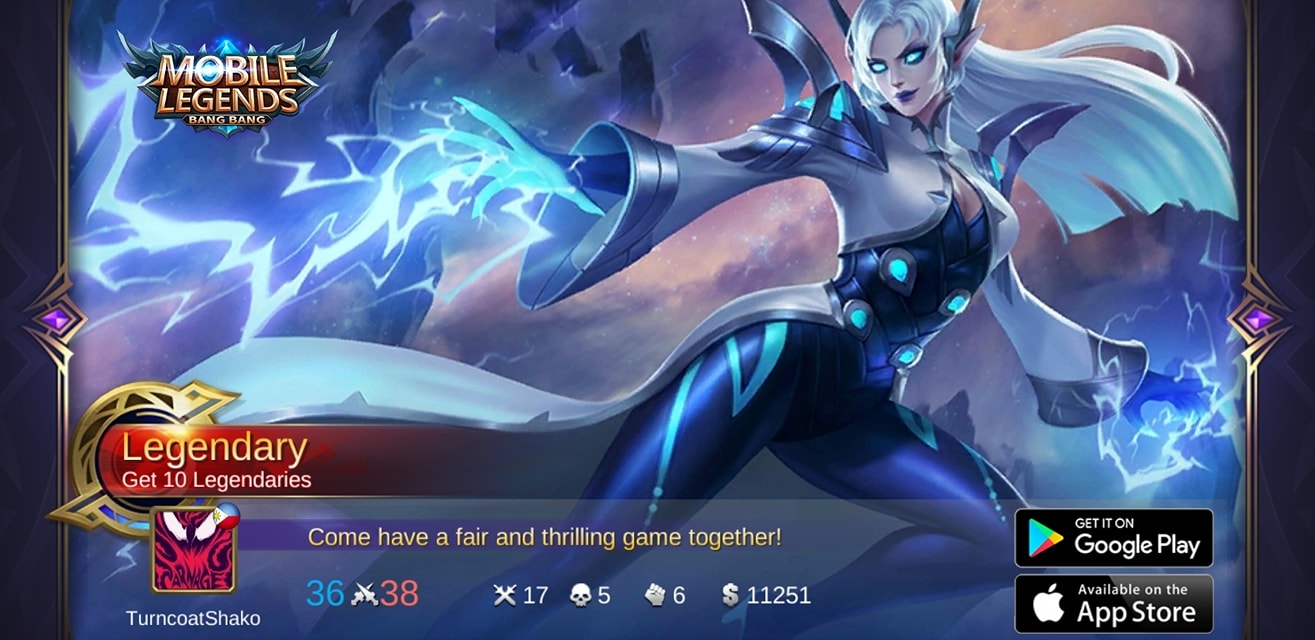 MOBILE
LEGENDS
BANG BANG
Legendary
Get 10 Legendaries
Come have a fair and thrilling game together!
36 38
17 5 6 $ 11251
CARNAGE
TurncoatShako
GET IT ON
Google Play
Available on the
App Store